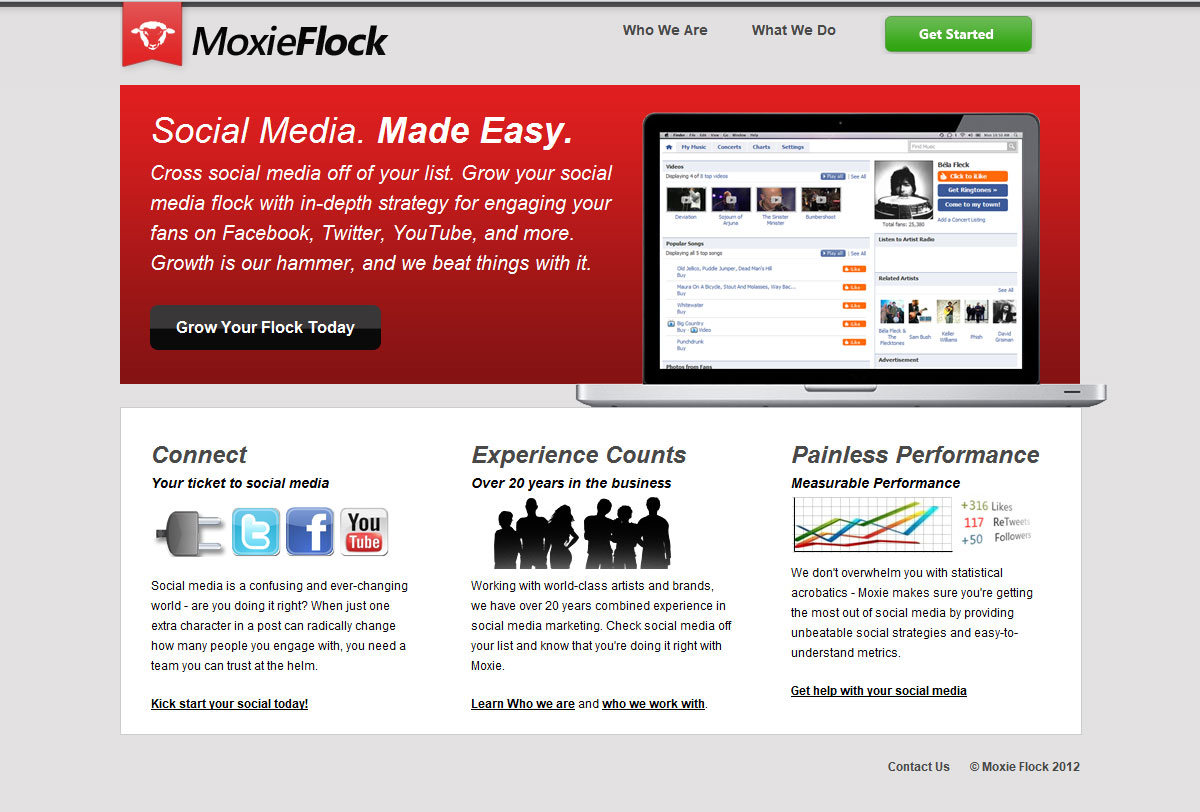 MoxieFlock
Who We Are
What We Do
Get Started
Social Media. Made Easy.
Cross social media off of your list. Grow your social
media flock with in-depth strategy for engaging your
fans on Facebook, Twitter, YouTube, and more.
Growth is our hammer, and we beat things with it.
Grow Your Flock Today
Finder File Edit View Go Window Help
My Music Concerts Charts Settings
Find Music
Videos
Displaying 4 of 8 top videos
Play all | See All
Deviation
Sojourn of
Arjuna
The Sinister
Minister
Bumbershoot
Popular Songs
Displaying all 5 top songs
Play all | See All
Old Jellico, Puddle Jumper, Dead Man's Hill
Buy
Like
Maura On A Bicycle, Stout And Molasses, Way Bac...
Buy
Like
Whitewater
Buy
Like
Big Country
Buy - Video
Like
Punchdrunk
Buy
Like
Photos from Fans
Béla Fleck
Click to iLike
Get Ringtones »
Come to my town!
Add a Concert Listing
Total fans: 25,380
Listen to Artist Radio
Related Artists
See All
Béla Fleck &
The
Flecktones
Sam Bush
Keller
Williams
Phish
David
Grisman
Advertisement
Connect
Your ticket to social media
t
f
You
Tube
Social media is a confusing and ever-changing
world - are you doing it right? When just one
extra character in a post can radically change
how many people you engage with, you need a
team you can trust at the helm.
Kick start your social today!
Experience Counts
Over 20 years in the business
Working with world-class artists and brands,
we have over 20 years combined experience in
social media marketing. Check social media off
your list and know that you're doing it right with
Moxie.
Learn Who we are and who we work with.
Painless Performance
Measurable Performance
+316 Likes
117 ReTweets
+50 Followers
We don't overwhelm you with statistical
acrobatics - Moxie makes sure you're getting
the most out of social media by providing
unbeatable social strategies and easy-to-
understand metrics.
Get help with your social media
Contact Us
© Moxie Flock 2012